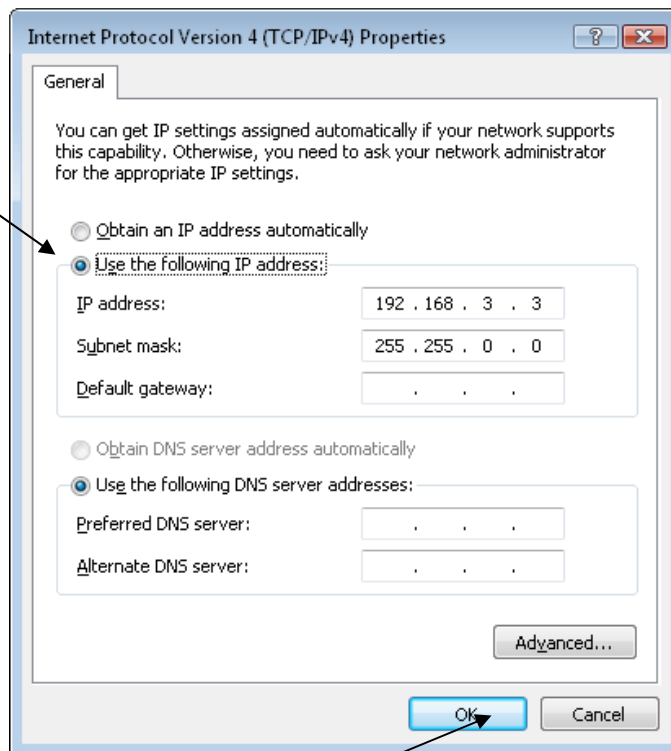 Internet Protocol Version 4 (TCP/IPv4) Properties
General
You can get IP settings assigned automatically if your network supports
this capability. Otherwise, you need to ask your network administrator
for the appropriate IP settings.
Obtain an IP address automatically
Use the following IP address:
IP address: 192 . 168 . 3 . 3
Subnet mask: 255 . 255 . 0 . 0
Default gateway: . . .
Obtain DNS server address automatically
Use the following DNS server addresses:
Preferred DNS server: . . .
Alternate DNS server: . . .
Advanced...
OK Cancel